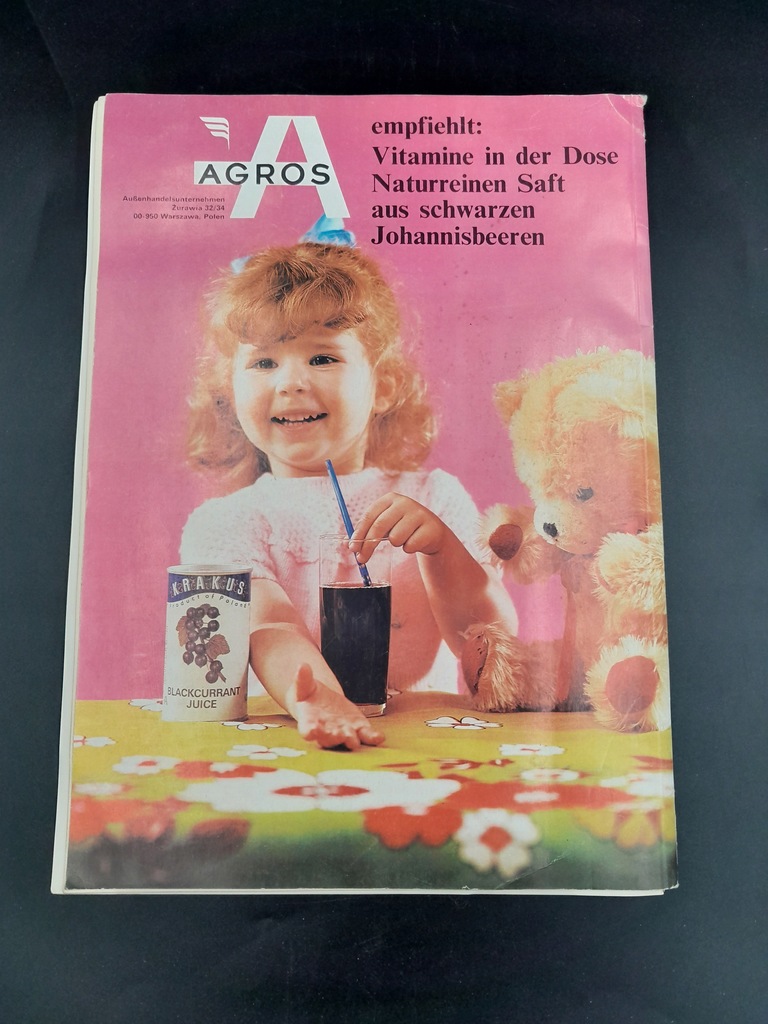 A
AGROS
Außenhandelsunternehmen
Żurawia 32/34
00-950 Warszawa, Polen
empfiehlt:
Vitamine in der Dose
Naturreinen Saft
aus schwarzen
Johannisbeeren
KRAKUS
Product of Poland
BLACKCURRANT
JUICE